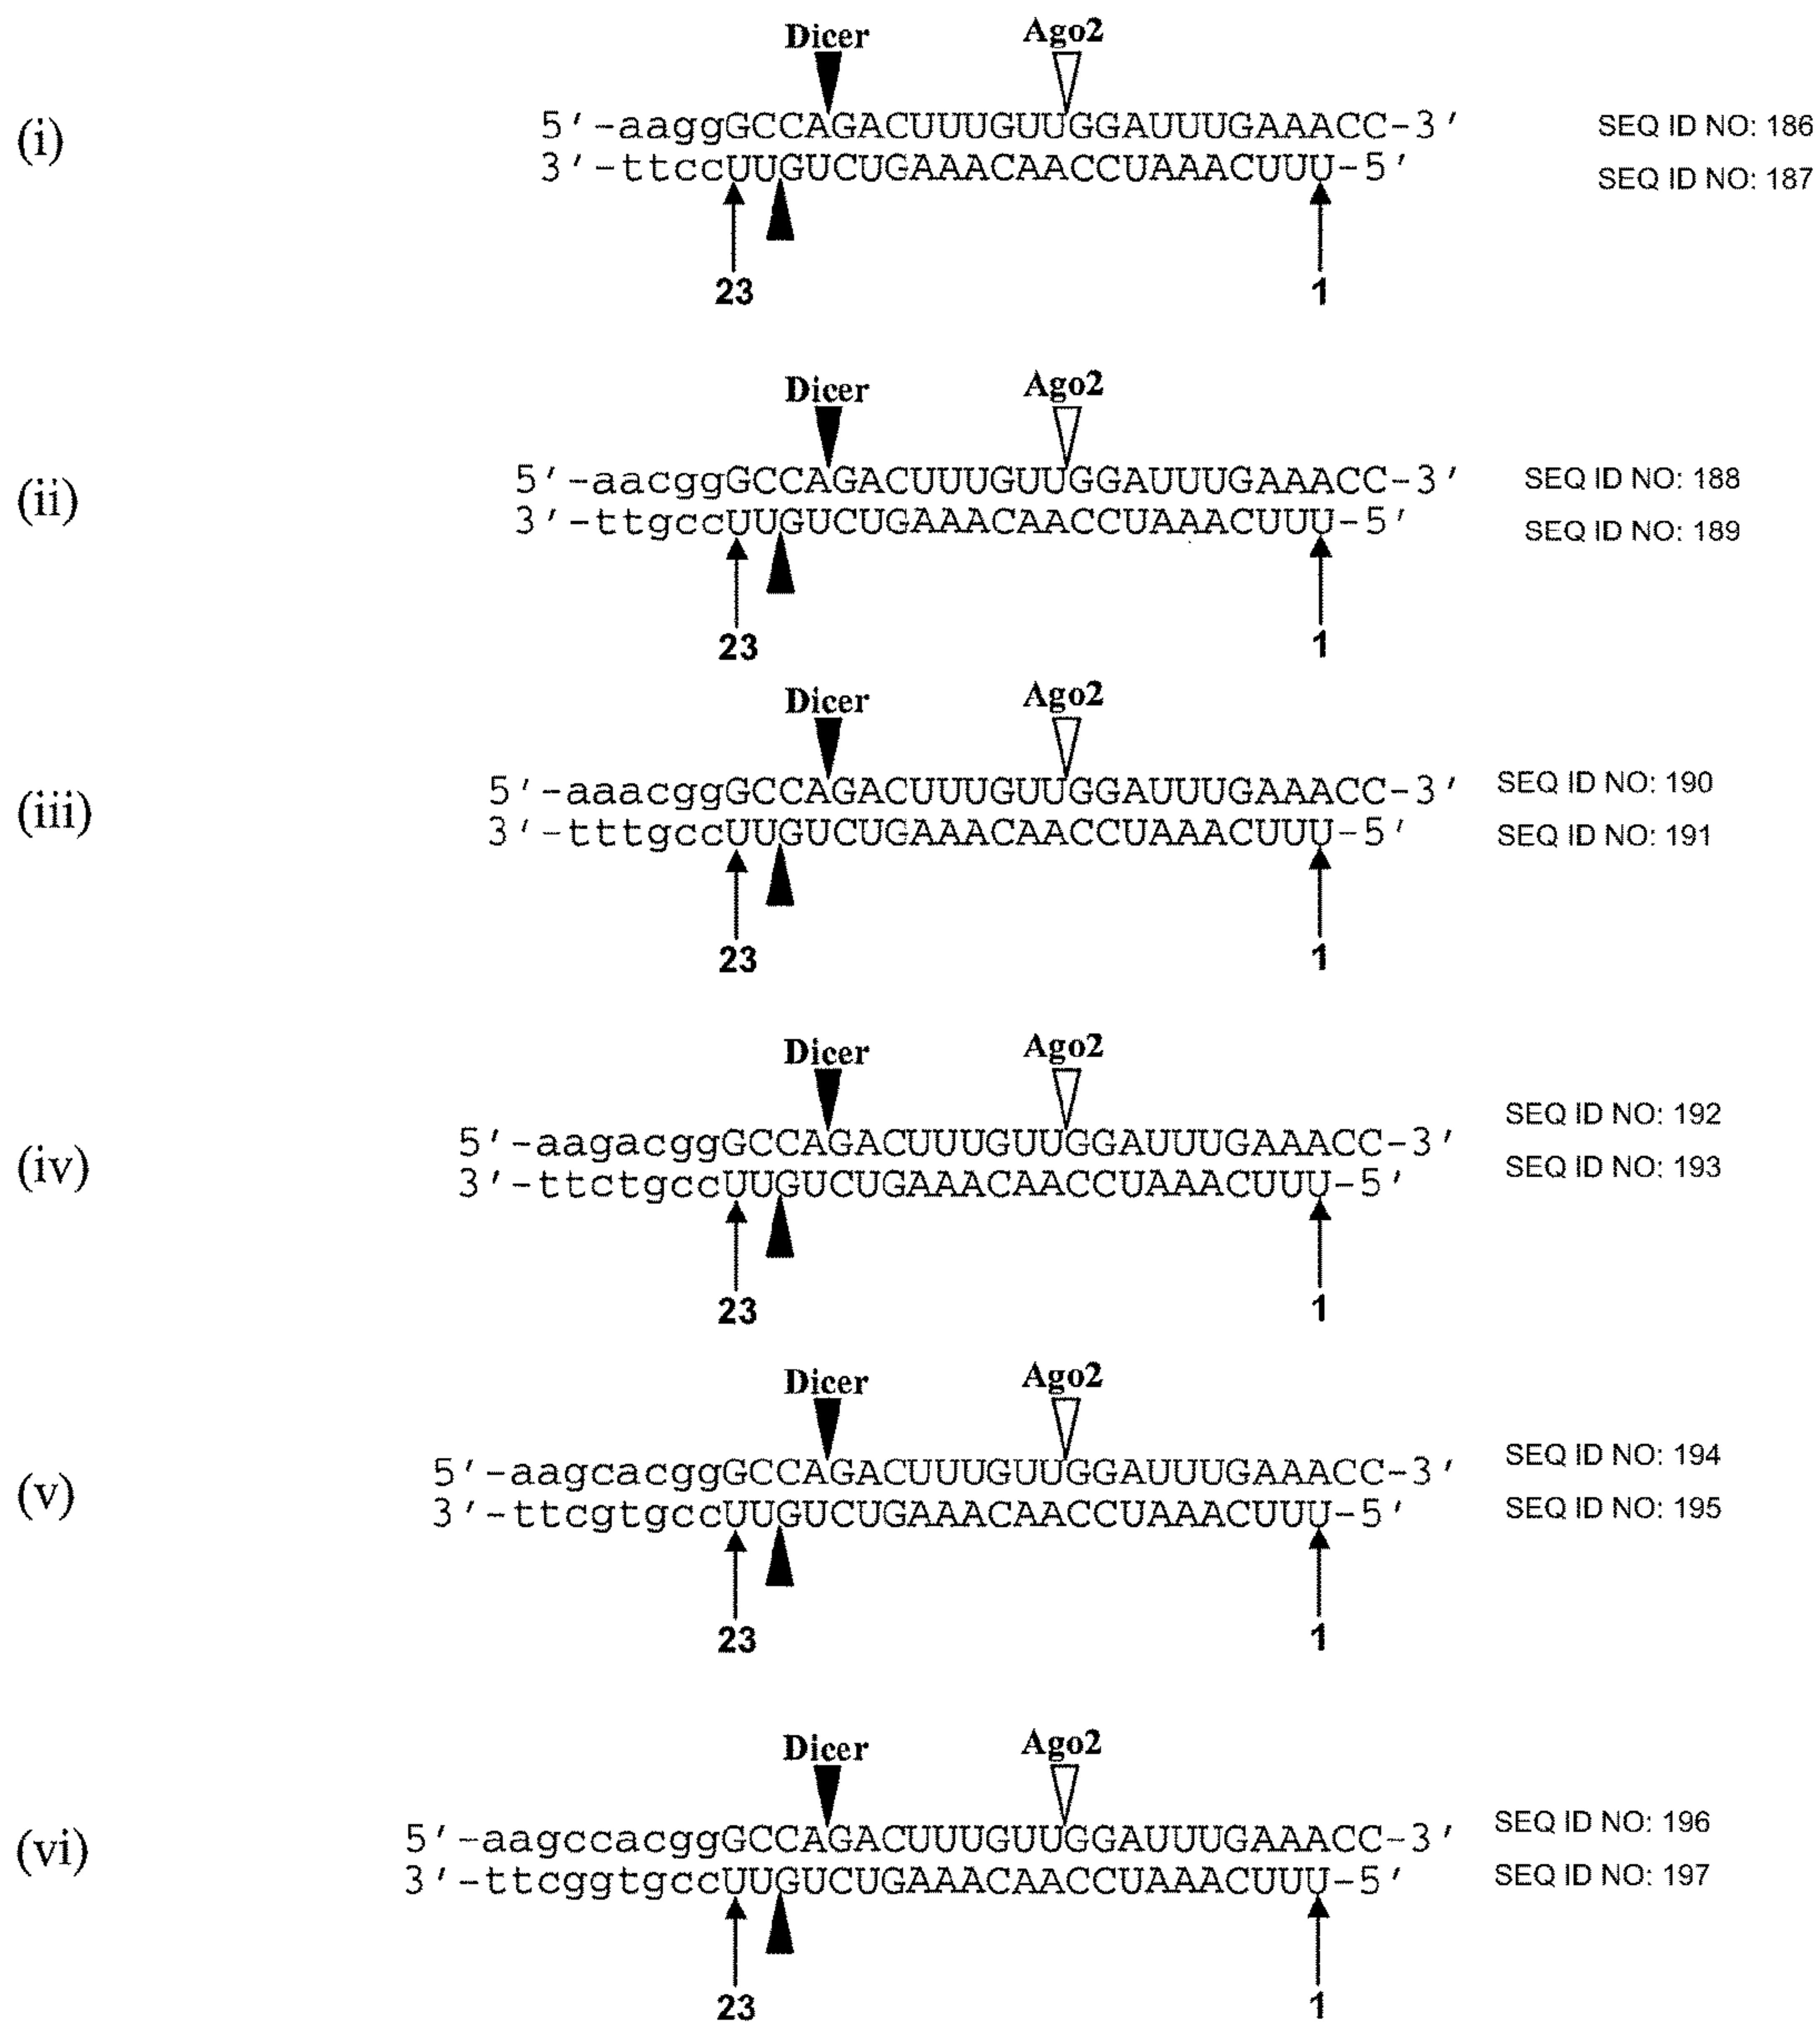 Dicer Ago2
(i) 5'-aaggGCCAGACUUUGUUGGAUUUGAAACC-3' SEQ ID NO: 186
3'-ttccUUGUCUGAAACAACCUAAACUUU-5' SEQ ID NO: 187
23 1
Dicer Ago2
(ii) 5'-aacgggGCCAGACUUUGUUGGAUUUGAAACC-3' SEQ ID NO: 188
3'-ttgccUUGUCUGAAACAACCUAAACUUU-5' SEQ ID NO: 189
23 1
Dicer Ago2
(iii) 5'-aaacggGCCAGACUUUGUUGGAUUUGAAACC-3' SEQ ID NO: 190
3'-tttgccUUGUCUGAAACAACCUAAACUUU-5' SEQ ID NO: 191
23 1
Dicer Ago2
(iv) 5'-aagacggGCCAGACUUUGUUGGAUUUGAAACC-3' SEQ ID NO: 192
3'-ttctgccUUGUCUGAAACAACCUAAACUUU-5' SEQ ID NO: 193
23 1
Dicer Ago2
(v) 5'-aagcacggGCCAGACUUUGUUGGAUUUGAAACC-3' SEQ ID NO: 194
3'-ttcgtgccUUGUCUGAAACAACCUAAACUUU-5' SEQ ID NO: 195
23 1
Dicer Ago2
(vi) 5'-aagccacggGCCAGACUUUGUUGGAUUUGAAACC-3' SEQ ID NO: 196
3'-ttcggtgccUUGUCUGAAACAACCUAAACUUU-5' SEQ ID NO: 197
23 1